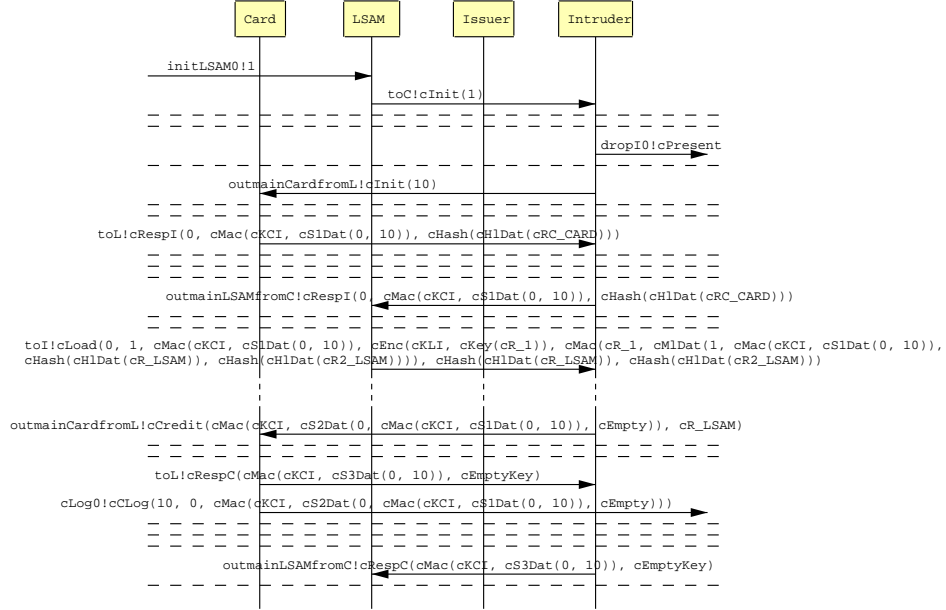 Card LSAM Issuer Intruder
initLSAM0!1
toC!cInit(1)
dropI0!cPresent
outmainCardfromL!cInit(10)
toL!cRespI(0, cMac(cKCI, cS1Dat(0, 10)), cHash(cH1Dat(cRC_CARD)))
outmainLSAMfromC!cRespI(0, cMac(cKCI, cS1Dat(0, 10)), cHash(cH1Dat(cRC_CARD)))
toI!cLoad(0, 1, cMac(cKCI, cS1Dat(0, 10)), cEnc(cKLI, cKey(cR_1)), cMac(cR_1, cM1Dat(1, cMac(cKCI, cS1Dat(0, 10)),
cHash(cH1Dat(cR_LSAM)), cHash(cH1Dat(cR2_LSAM)))), cHash(cH1Dat(cR_LSAM)), cHash(cH1Dat(cR2_LSAM)))
outmainCardfromL!cCredit(cMac(cKCI, cS2Dat(0, cMac(cKCI, cS1Dat(0, 10)), cEmpty)), cR_LSAM)
toL!cRespC(cMac(cKCI, cS3Dat(0, 10)), cEmptyKey)
cLog0!cCLog(10, 0, cMac(cKCI, cS2Dat(0, cMac(cKCI, cS1Dat(0, 10)), cEmpty)))
outmainLSAMfromC!cRespC(cMac(cKCI, cS3Dat(0, 10)), cEmptyKey)